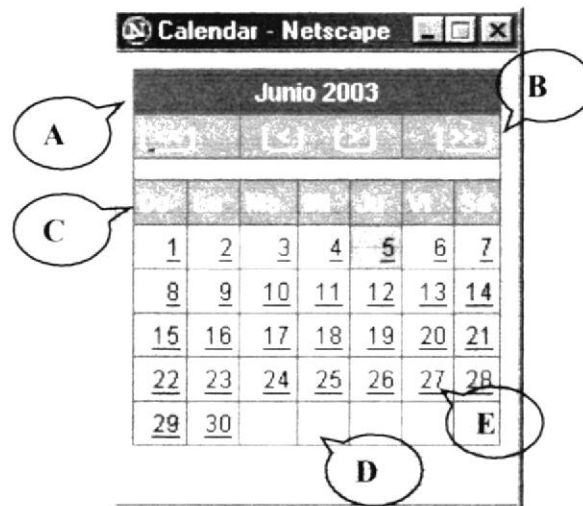 N Calendar - Netscape
Junio 2003
B
A
[<<] [<] [>] [>>]
C
1 2 3 4 5 6 7
8 9 10 11 12 13 14
15 16 17 18 19 20 21
22 23 24 25 26 27 28
29 30
E
D